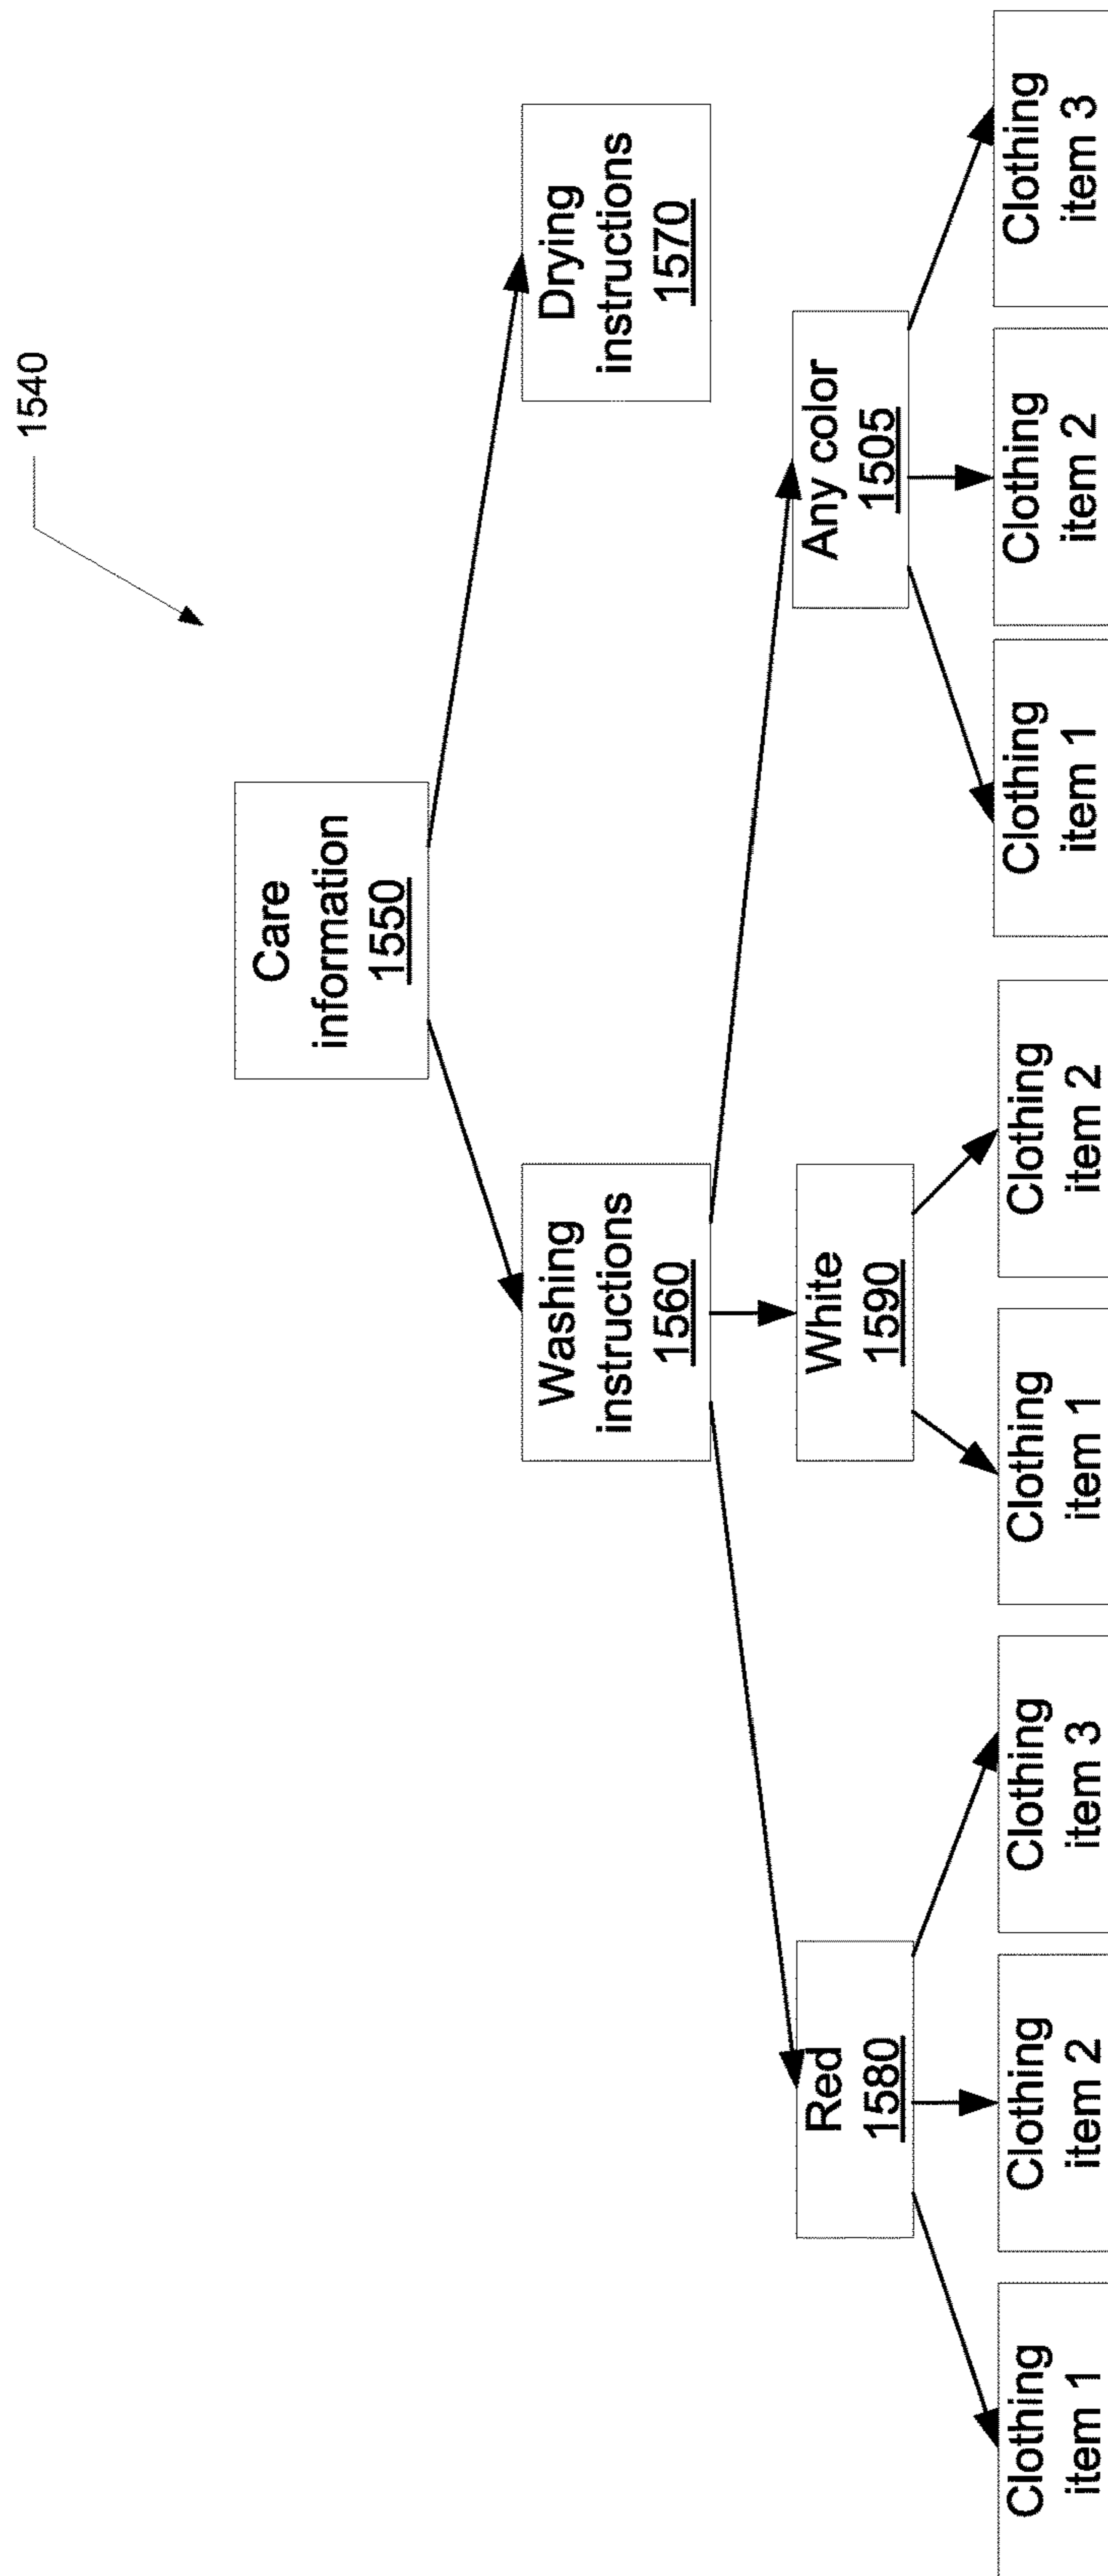 1540
Care
information
1550
Washing
instructions
1560
Drying
instructions
1570
Red
1580
White
1590
Any color
1505
Clothing
item 1
Clothing
item 2
Clothing
item 3
Clothing
item 1
Clothing
item 2
Clothing
item 1
Clothing
item 2
Clothing
item 3